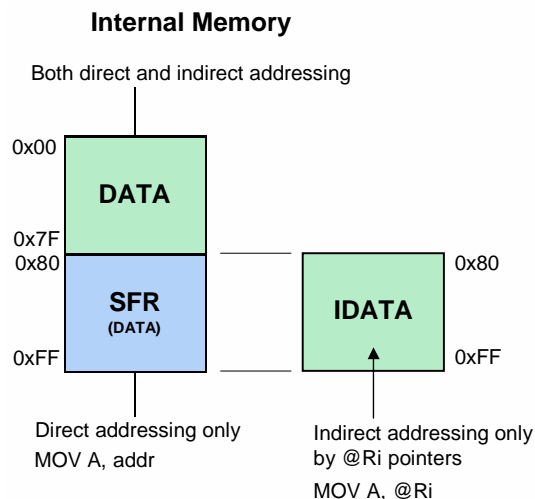 Internal Memory
Both direct and indirect addressing
0x00
DATA
0x7F
0x80
0x80
SFR
(DATA)
IDATA
0xFF
0xFF
Direct addressing only
MOV A, addr
Indirect addressing only
by @Ri pointers
MOV A, @Ri